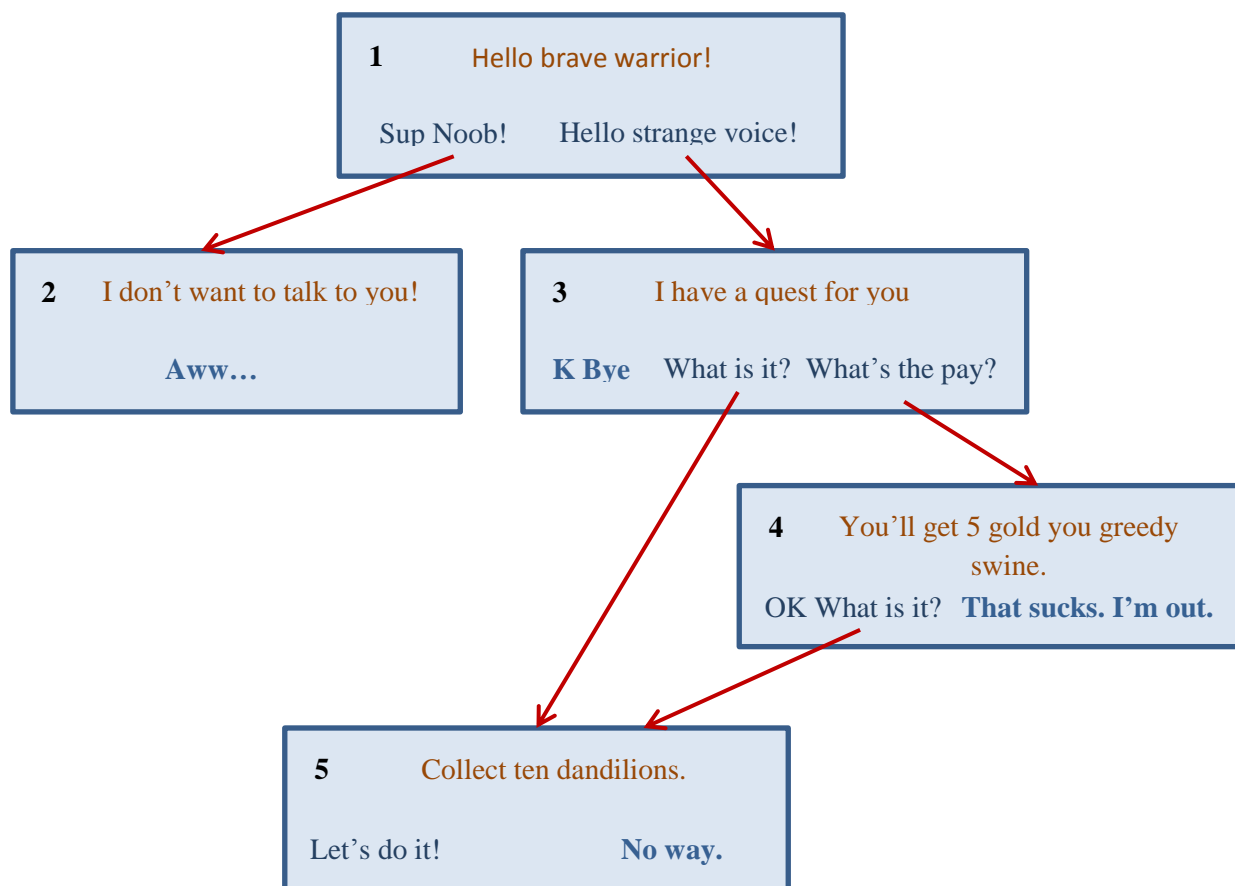 1 Hello brave warrior!
Sup Noob! Hello strange voice!
2 I don’t want to talk to you!
Aww…
3 I have a quest for you
K Bye What is it? What’s the pay?
4 You’ll get 5 gold you greedy
swine.
OK What is it? That sucks. I’m out.
5 Collect ten dandilions.
Let’s do it! No way.